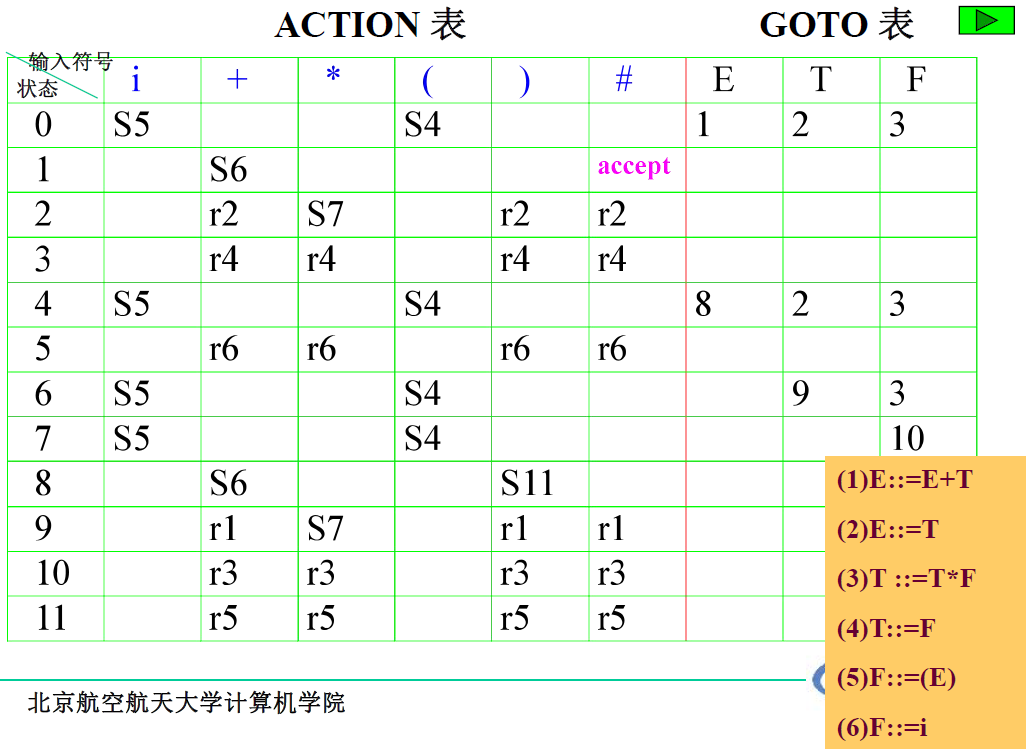 ACTION 表 GOTO 表
输入符号
状态 i + * ( ) # E T F
0 S5 S4 1 2 3
1 S6 accept
2 r2 S7 r2 r2
3 r4 r4 r4 r4
4 S5 S4 8 2 3
5 r6 r6 r6 r6
6 S5 S4 9 3
7 S5 S4 10
8 S6 S11
9 r1 S7 r1 r1
10 r3 r3 r3 r3
11 r5 r5 r5 r5
(1)E::=E+T
(2)E::=T
(3)T ::=T*F
(4)T::=F
(5)F::=(E)
(6)F::=i
北京航空航天大学计算机学院